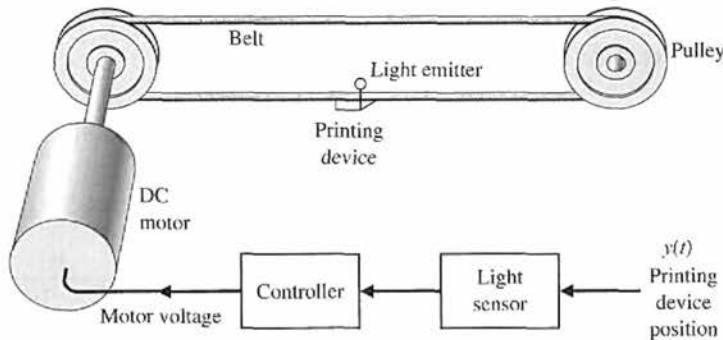 Belt
Pulley
Light emitter
Printing
device
DC
motor
Motor voltage
Controller
Light
sensor
y(t)
Printing
device
position